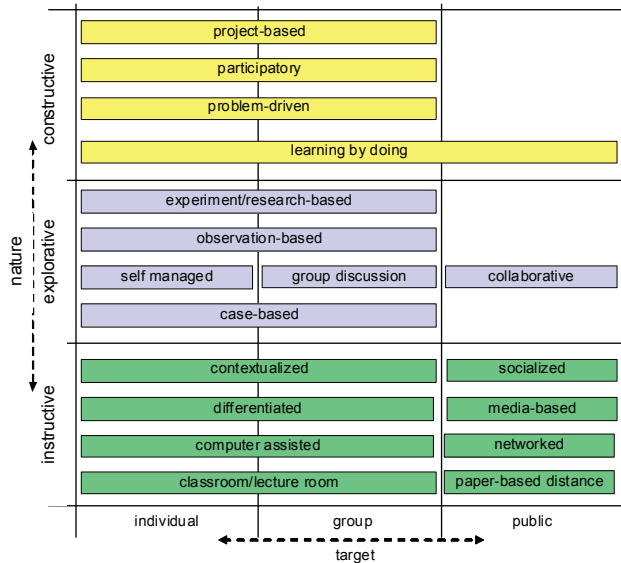 project-based
participatory
problem-driven
learning by doing
constructive
experiment/research-based
observation-based
self managed
group discussion
collaborative
case-based
explorative
nature
contextualized
socialized
differentiated
media-based
computer assisted
networked
classroom/lecture room
paper-based distance
instructive
individual
group
public
target